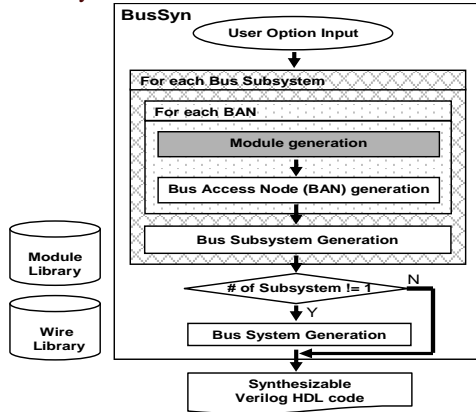 BusSyn
User Option Input
For each Bus Subsystem
For each BAN
Module generation
Bus Access Node (BAN) generation
Bus Subsystem Generation
# of Subsystem != 1
N
Y
Bus System Generation
Synthesizable
Verilog HDL code
Module
Library
Wire
Library